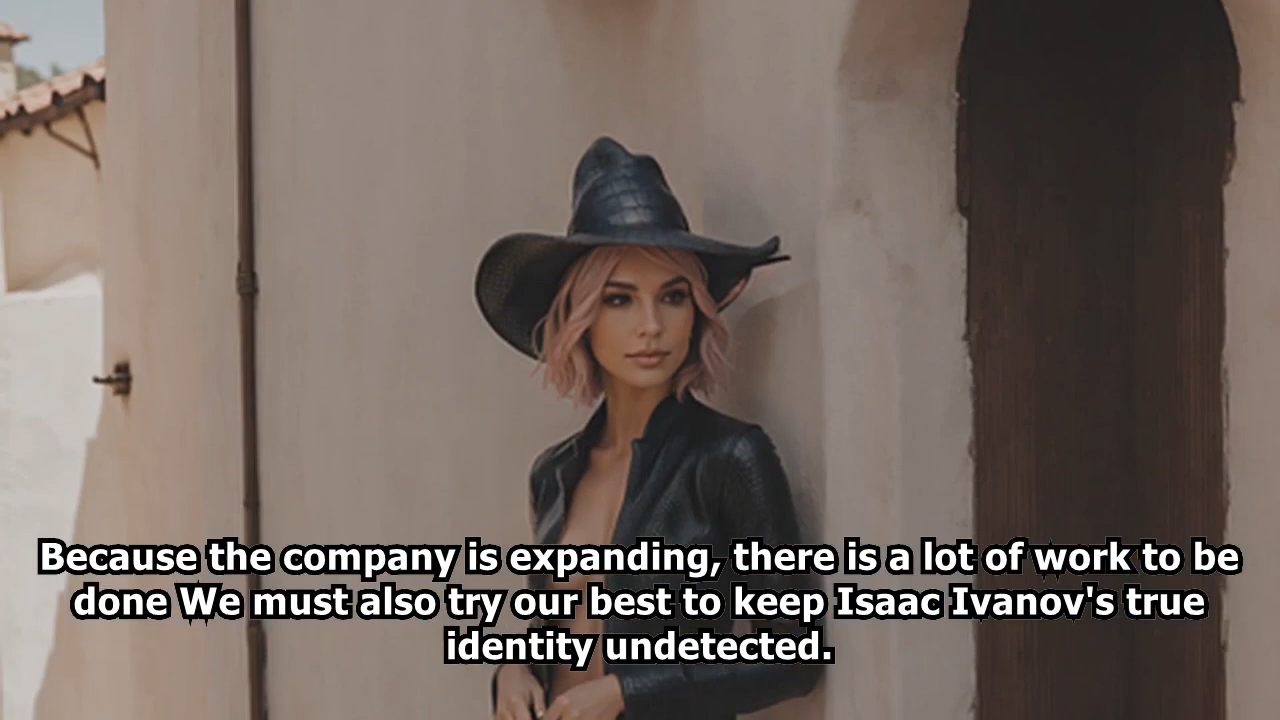 Because the company is expanding, there is a lot of work to be
done We must also try our best to keep Isaac Ivanov's true
identity undetected.